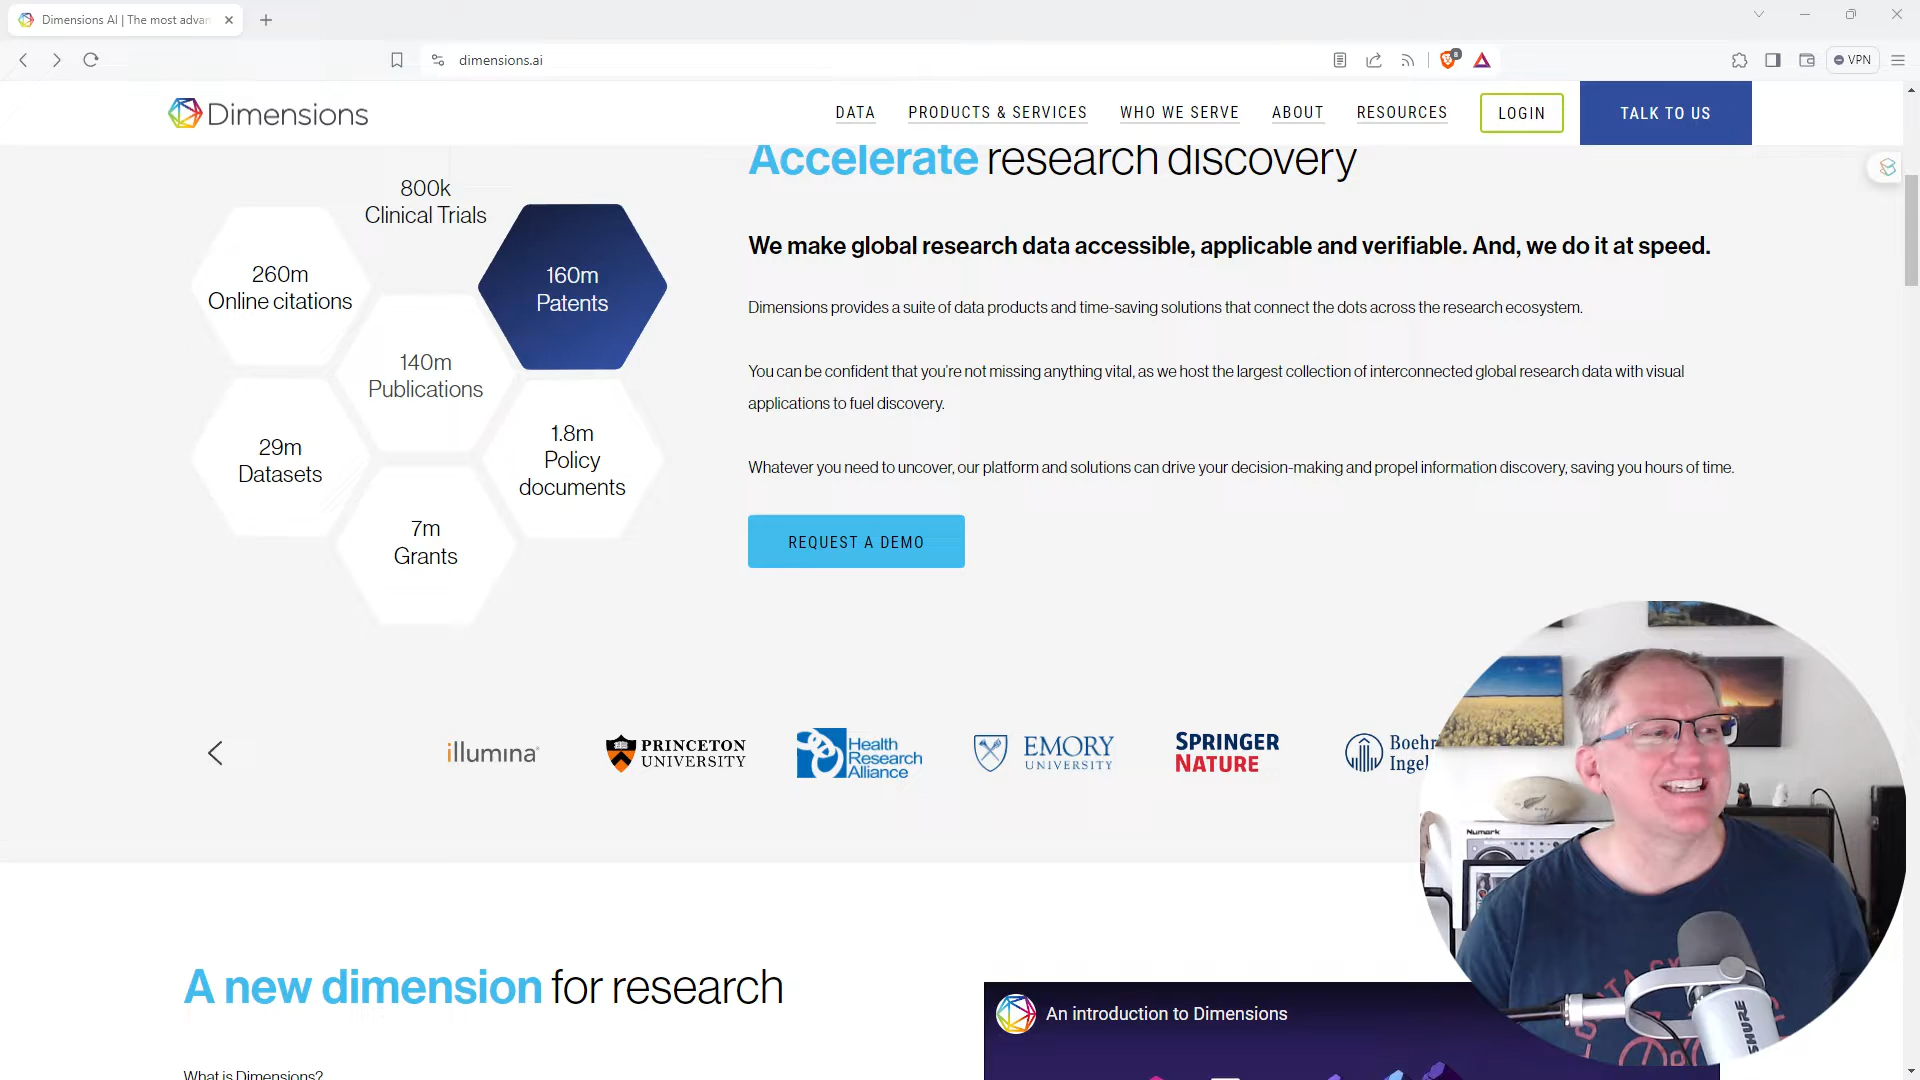 Dimensions AI | The most advan
dimensions.ai
8
VPN
Dimensions
DATA
PRODUCTS & SERVICES
WHO WE SERVE
ABOUT
RESOURCES
LOGIN
TALK TO US
Accelerate research discovery
800k
Clinical Trials
260m
Online citations
160m
Patents
140m
Publications
29m
Datasets
1.8m
Policy
documents
7m
Grants
We make global research data accessible, applicable and verifiable. And, we do it at speed.
Dimensions provides a suite of data products and time-saving solutions that connect the dots across the research ecosystem.
You can be confident that you're not missing anything vital, as we host the largest collection of interconnected global research data with visual
applications to fuel discovery.
Whatever you need to uncover, our platform and solutions can drive your decision-making and propel information discovery, saving you hours of time.
REQUEST A DEMO
illumina
PRINCETON
UNIVERSITY
Health
Research
Alliance
EMORY
UNIVERSITY
SPRINGER
NATURE
Boehr
Ingel
Numark
SHURE
A new dimension for research
An introduction to Dimensions
What is Dimensions?